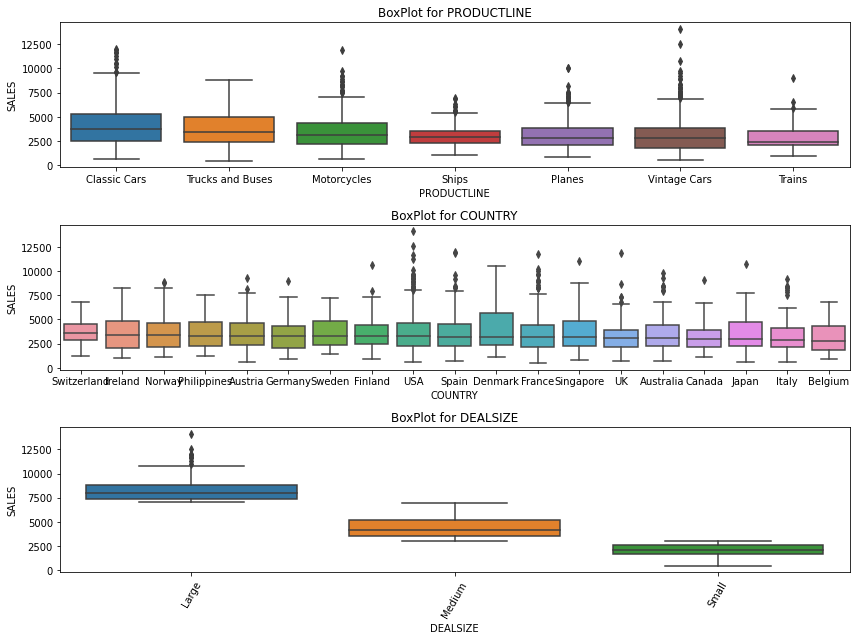 BoxPlot for PRODUCTLINE
12500
10000
7500
5000
2500
0
SALES
Classic Cars Trucks and Buses Motorcycles Ships Planes Vintage Cars Trains
PRODUCTLINE
BoxPlot for COUNTRY
12500
10000
7500
5000
2500
0
SALES
Switzerland Ireland Norway Philippines Austria Germany Sweden Finland USA Spain Denmark France Singapore UK Australia Canada Japan Italy Belgium
COUNTRY
BoxPlot for DEALSIZE
12500
10000
7500
5000
2500
0
SALES
Large Medium Small
DEALSIZE